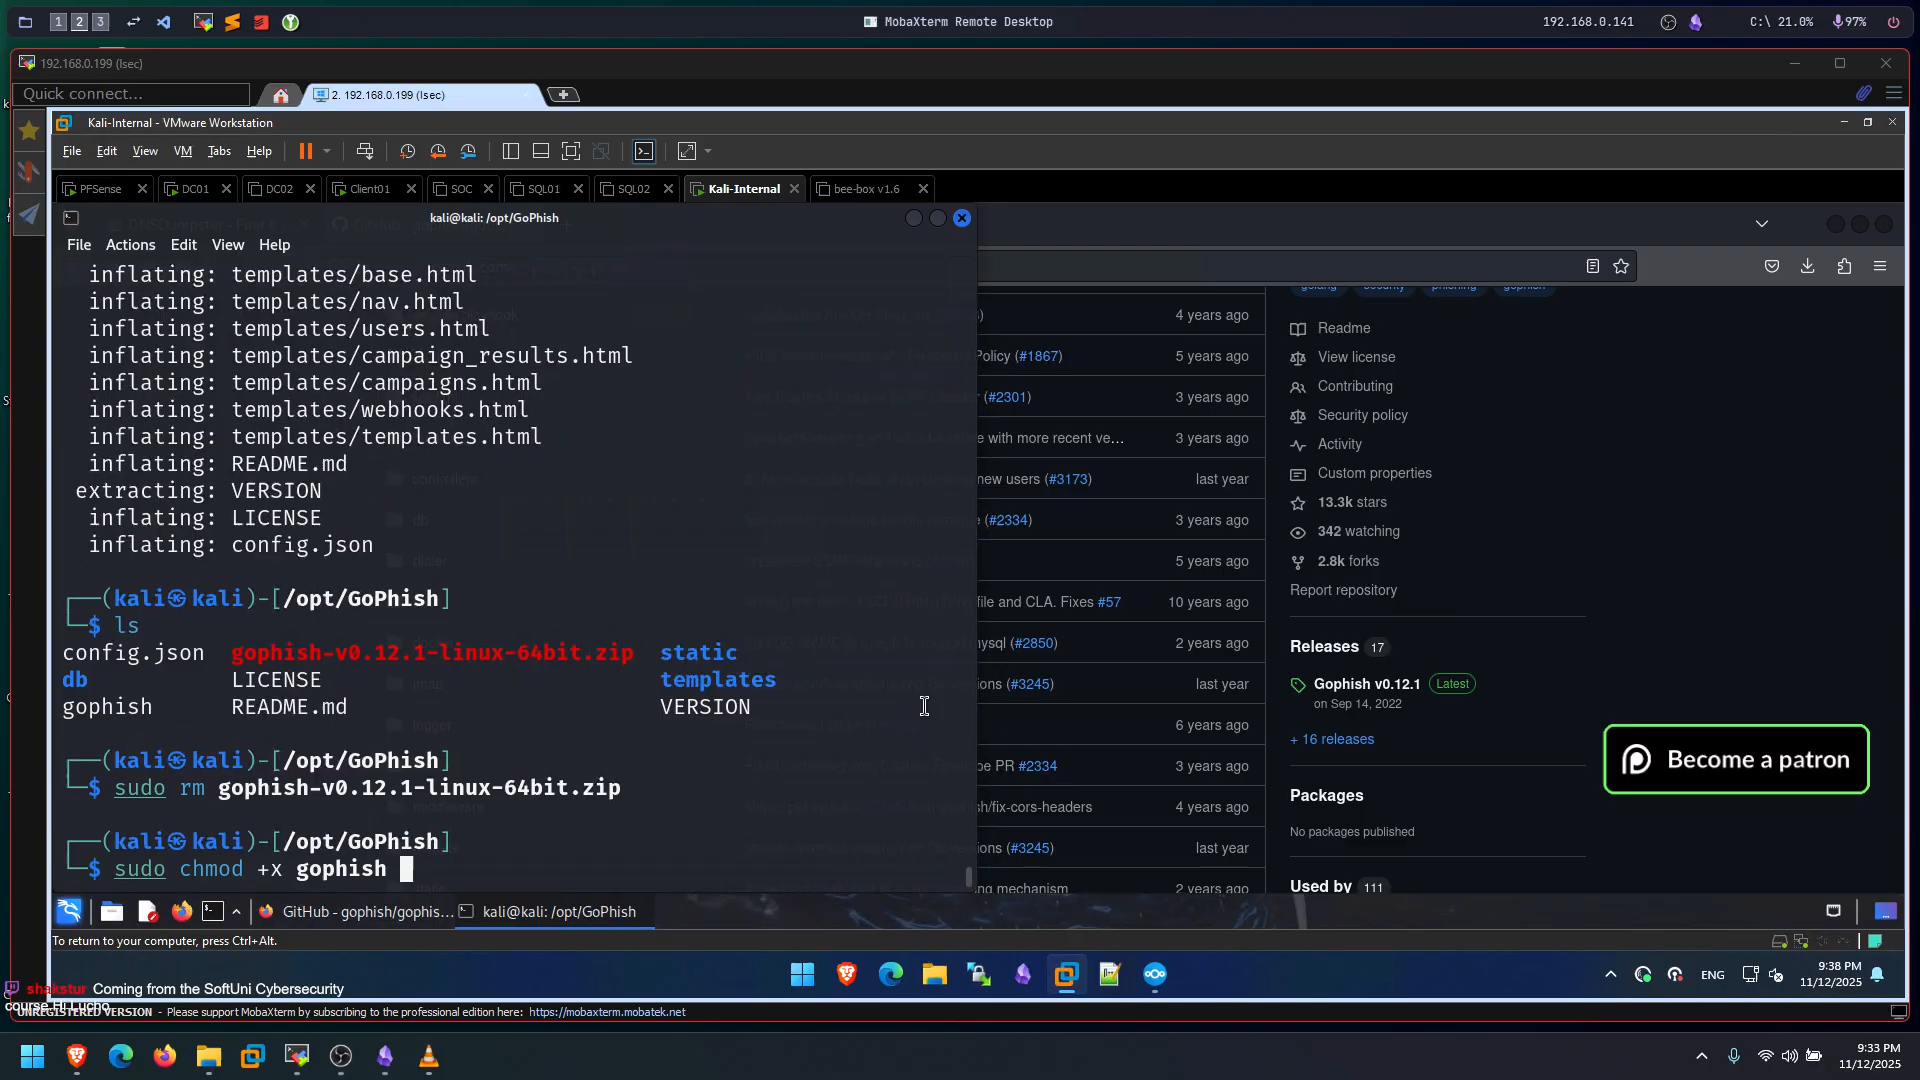 1 2 3
MobaXterm Remote Desktop
192.168.0.141
C:\ 21.0%
97%
192.168.0.199 (lsec)
Quick connect...
2. 192.168.0.199 (lsec)
Kali-Internal - VMware Workstation
File Edit View VM Tabs Help
PFSense
DC01
DC02
Client01
SOC
SQL01
SQL02
Kali-Internal
bee-box v1.6
kali@kali: /opt/GoPhish
File Actions Edit View Help
inflating: templates/base.html
inflating: templates/nav.html
inflating: templates/users.html
inflating: templates/campaign_results.html
inflating: templates/campaigns.html
inflating: templates/webhooks.html
inflating: templates/templates.html
inflating: README.md
extracting: VERSION
inflating: LICENSE
inflating: config.json
┌──(kali㉿kali)-[/opt/GoPhish]
└─$ ls
config.json gophish-v0.12.1-linux-64bit.zip static
db LICENSE templates
gophish README.md VERSION
┌──(kali㉿kali)-[/opt/GoPhish]
└─$ sudo rm gophish-v0.12.1-linux-64bit.zip
┌──(kali㉿kali)-[/opt/GoPhish]
└─$ sudo chmod +x gophish
4 years ago
Policy (#1867) 5 years ago
(#2301) 3 years ago
with more recent ve… 3 years ago
new users (#3173) last year
(#2334) 3 years ago
5 years ago
file and CLA. Fixes #57 10 years ago
mysql (#2850) 2 years ago
(#3245) last year
6 years ago
PR #2334 3 years ago
/fix-cors-headers 4 years ago
(#3245) last year
mechanism 2 years ago
golang security phishing gophish
Readme
View license
Contributing
Security policy
Activity
Custom properties
13.3k stars
342 watching
2.8k forks
Report repository
Releases 17
Gophish v0.12.1 Latest
on Sep 14, 2022
+ 16 releases
Packages
No packages published
Used by 111
Become a patron
GitHub - gophish/gophis...
kali@kali: /opt/GoPhish
To return to your computer, press Ctrl+Alt.
ENG
9:38 PM
11/12/2025
shakstur Coming from the SoftUni Cybersecurity
course Hi Lucho
UNREGISTERED VERSION - Please support MobaXterm by subscribing to the professional edition here: https://mobaxterm.mobatek.net
9:33 PM
11/12/2025